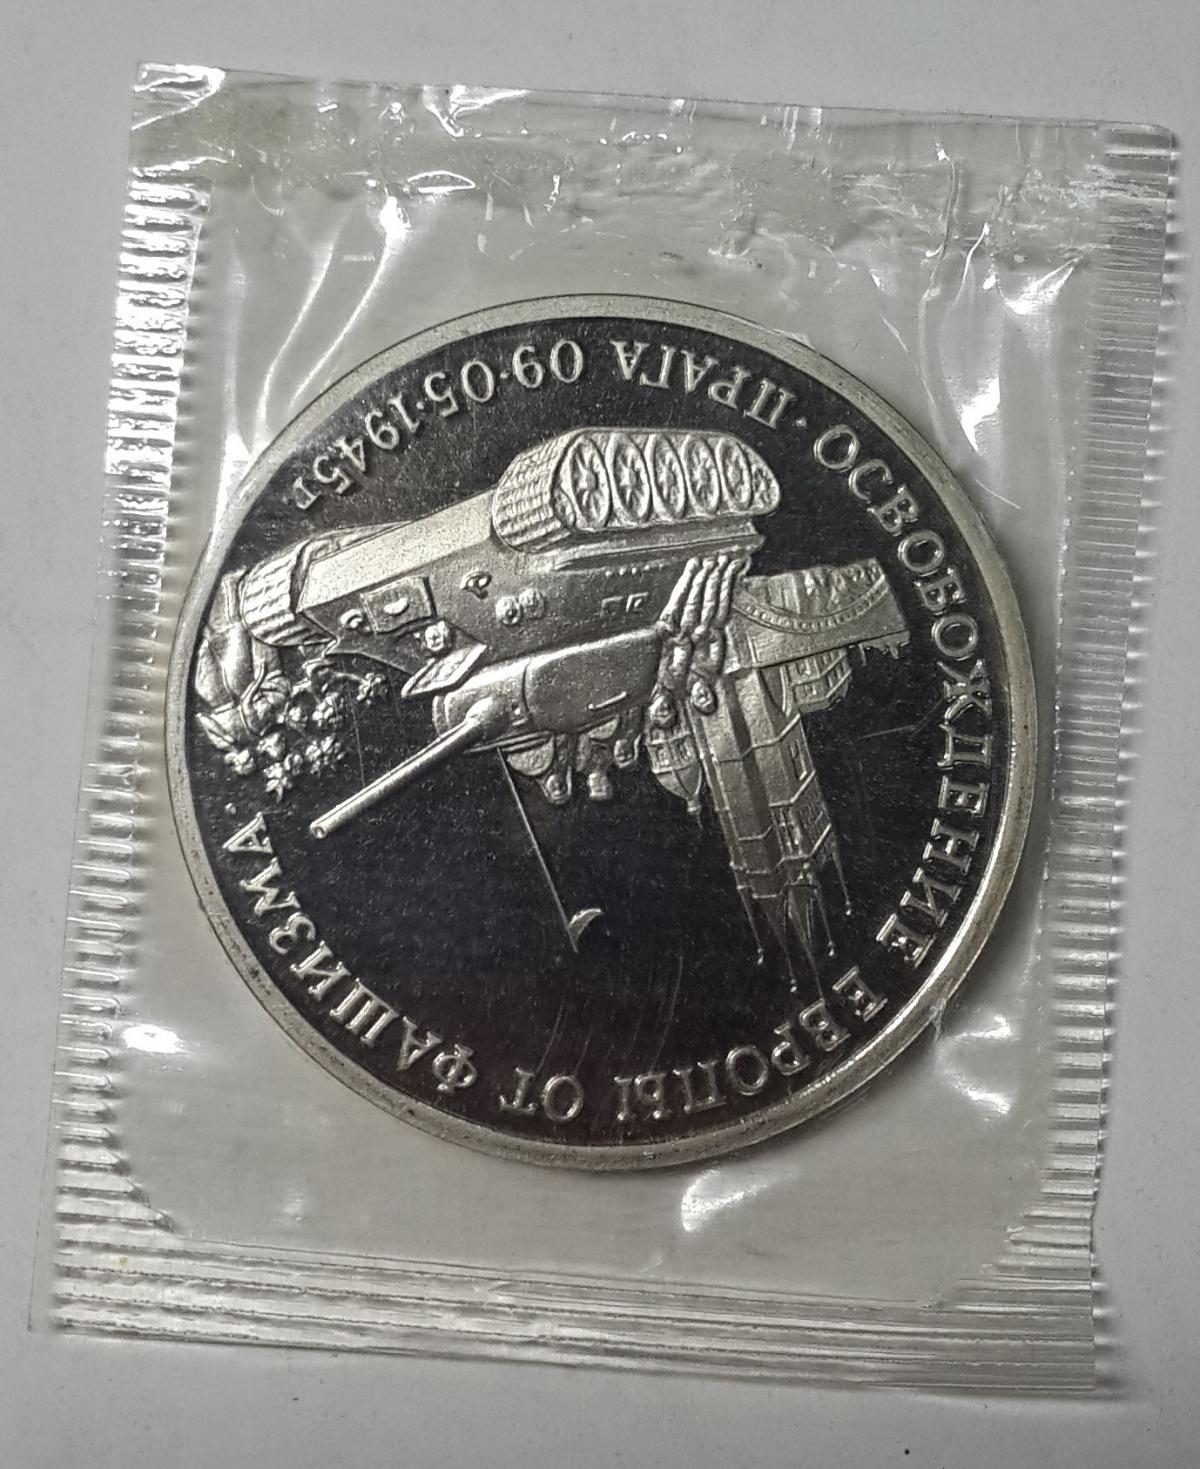 ОСВОБОЖДЕНИЕ ЕВРОПЫ ОТ ФАШИЗМА
· ПРАГА 09·05·1945г.